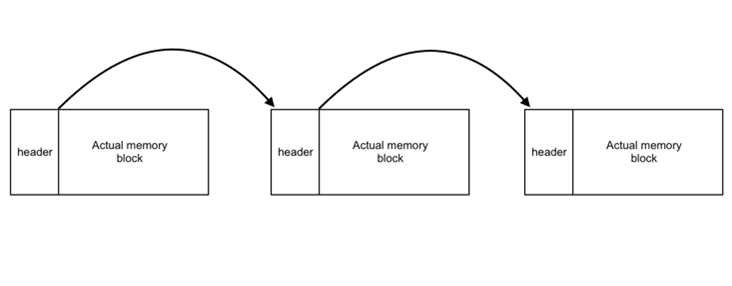 header
Actual memory
block
header
Actual memory
block
header
Actual memory
block